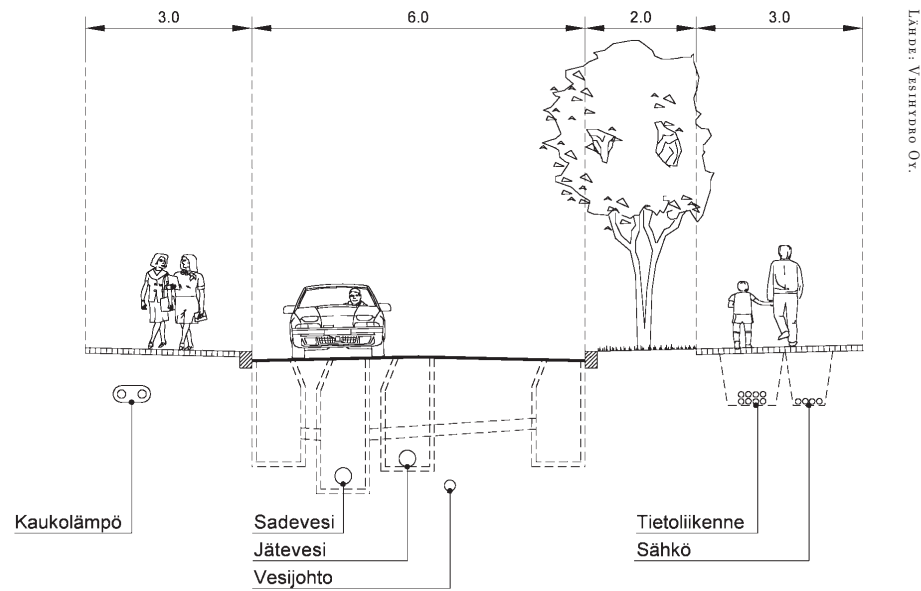 3.0 6.0 2.0 3.0
LÄHDE: VESIHYDRO OY.
Kaukolämpö
Sadevesi
Jätevesi
Vesijohto
Tietoliikenne
Sähkö